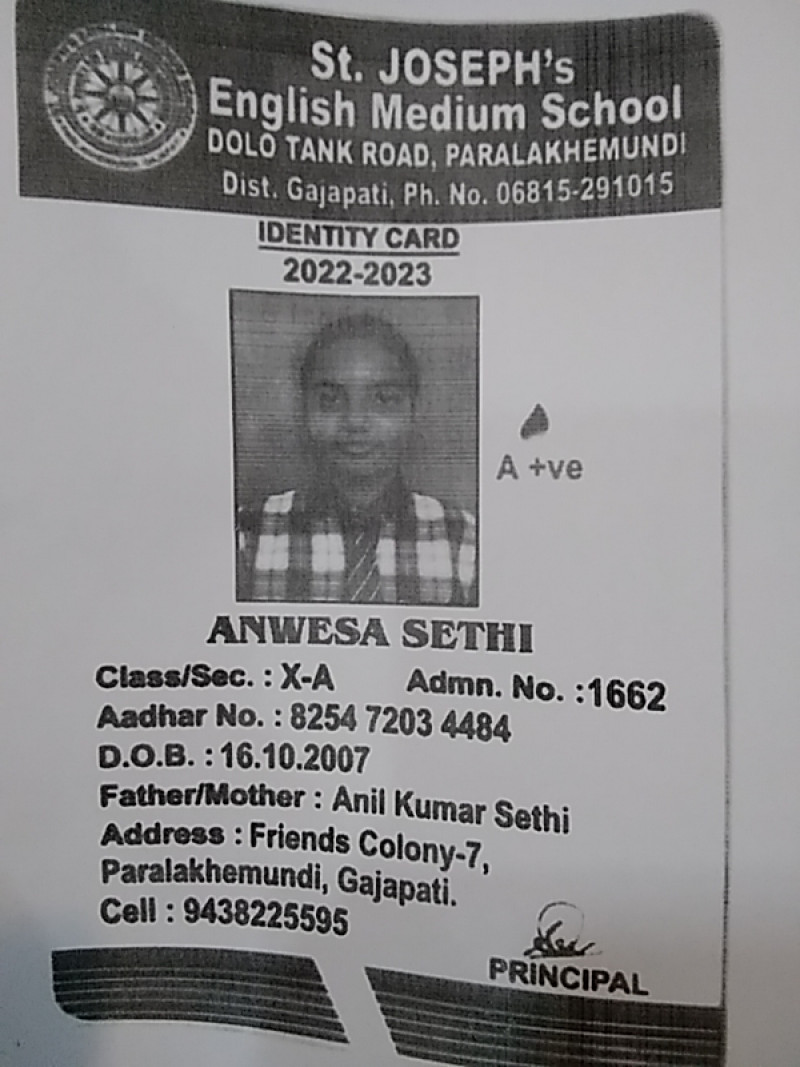 St. JOSEPH's
English Medium School
DOLO TANK ROAD, PARALAKHEMUNDI
Dist. Gajapati, Ph. No. 06815-291015
IDENTITY CARD
2022-2023
A +ve
ANWESA SETHI
Class/Sec. : X-A Admn. No. :1662
Aadhar No. : 8254 7203 4484
D.O.B. : 16.10.2007
Father/Mother : Anil Kumar Sethi
Address : Friends Colony-7,
Paralakhemundi, Gajapati.
Cell : 9438225595
PRINCIPAL